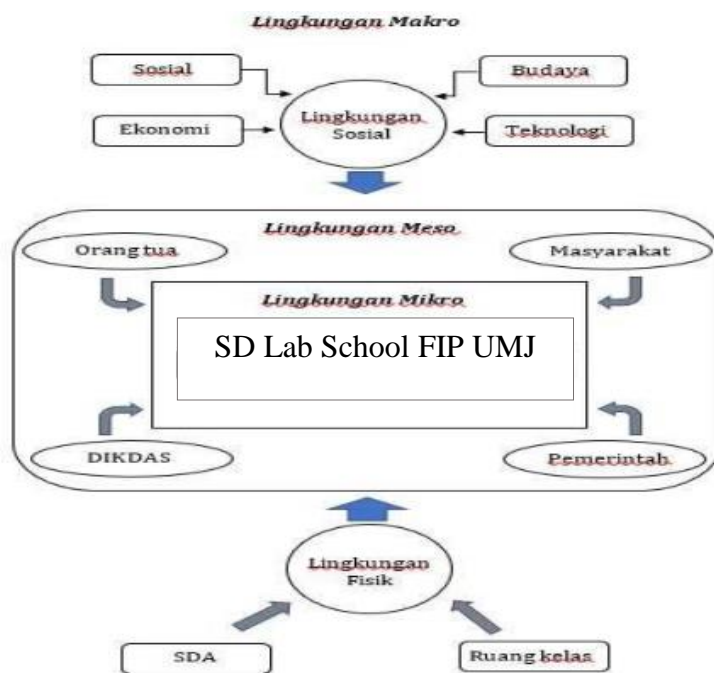 Lingkungan Makro
Sosial
Budaya
Lingkungan
Sosial
Ekonomi
Teknologi
Lingkungan Meso
Orang tua
Masyarakat
Lingkungan Mikro
SD Lab School FIP UMJ
DIKDAS
Pemerintah
Lingkungan
Fisik
SDA
Ruang kelas